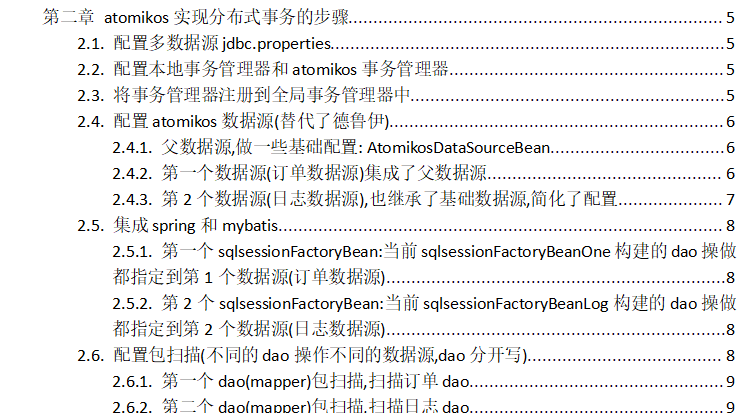 第二章 atomikos 实现分布式事务的步骤........................................5
2.1. 配置多数据源 jdbc.properties........................................5
2.2. 配置本地事务管理器和 atomikos 事务管理器........................................5
2.3. 将事务管理器注册到全局事务管理器中........................................5
2.4. 配置 atomikos 数据源(替代了德鲁伊)........................................6
2.4.1. 父数据源,做一些基础配置: AtomikosDataSourceBean........................................6
2.4.2. 第一个数据源(订单数据源)集成了父数据源........................................6
2.4.3. 第 2 个数据源(日志数据源),也继承了基础数据源,简化了配置........................................7
2.5. 集成 spring 和 mybatis........................................8
2.5.1. 第一个 sqlsessionFactoryBean:当前 sqlsessionFactoryBeanOne 构建的 dao 操做
都指定到第 1 个数据源(订单数据源)........................................8
2.5.2. 第 2 个 sqlsessionFactoryBean:当前 sqlsessionFactoryBeanLog 构建的 dao 操做
都指定到第 2 个数据源(日志数据源)........................................8
2.6. 配置包扫描(不同的 dao 操作不同的数据源,dao 分开写)........................................8
2.6.1. 第一个 dao(mapper)包扫描,扫描订单 dao........................................9
2.6.2. 第二个 dao(mapper)包扫描,扫描日志 dao........................................9